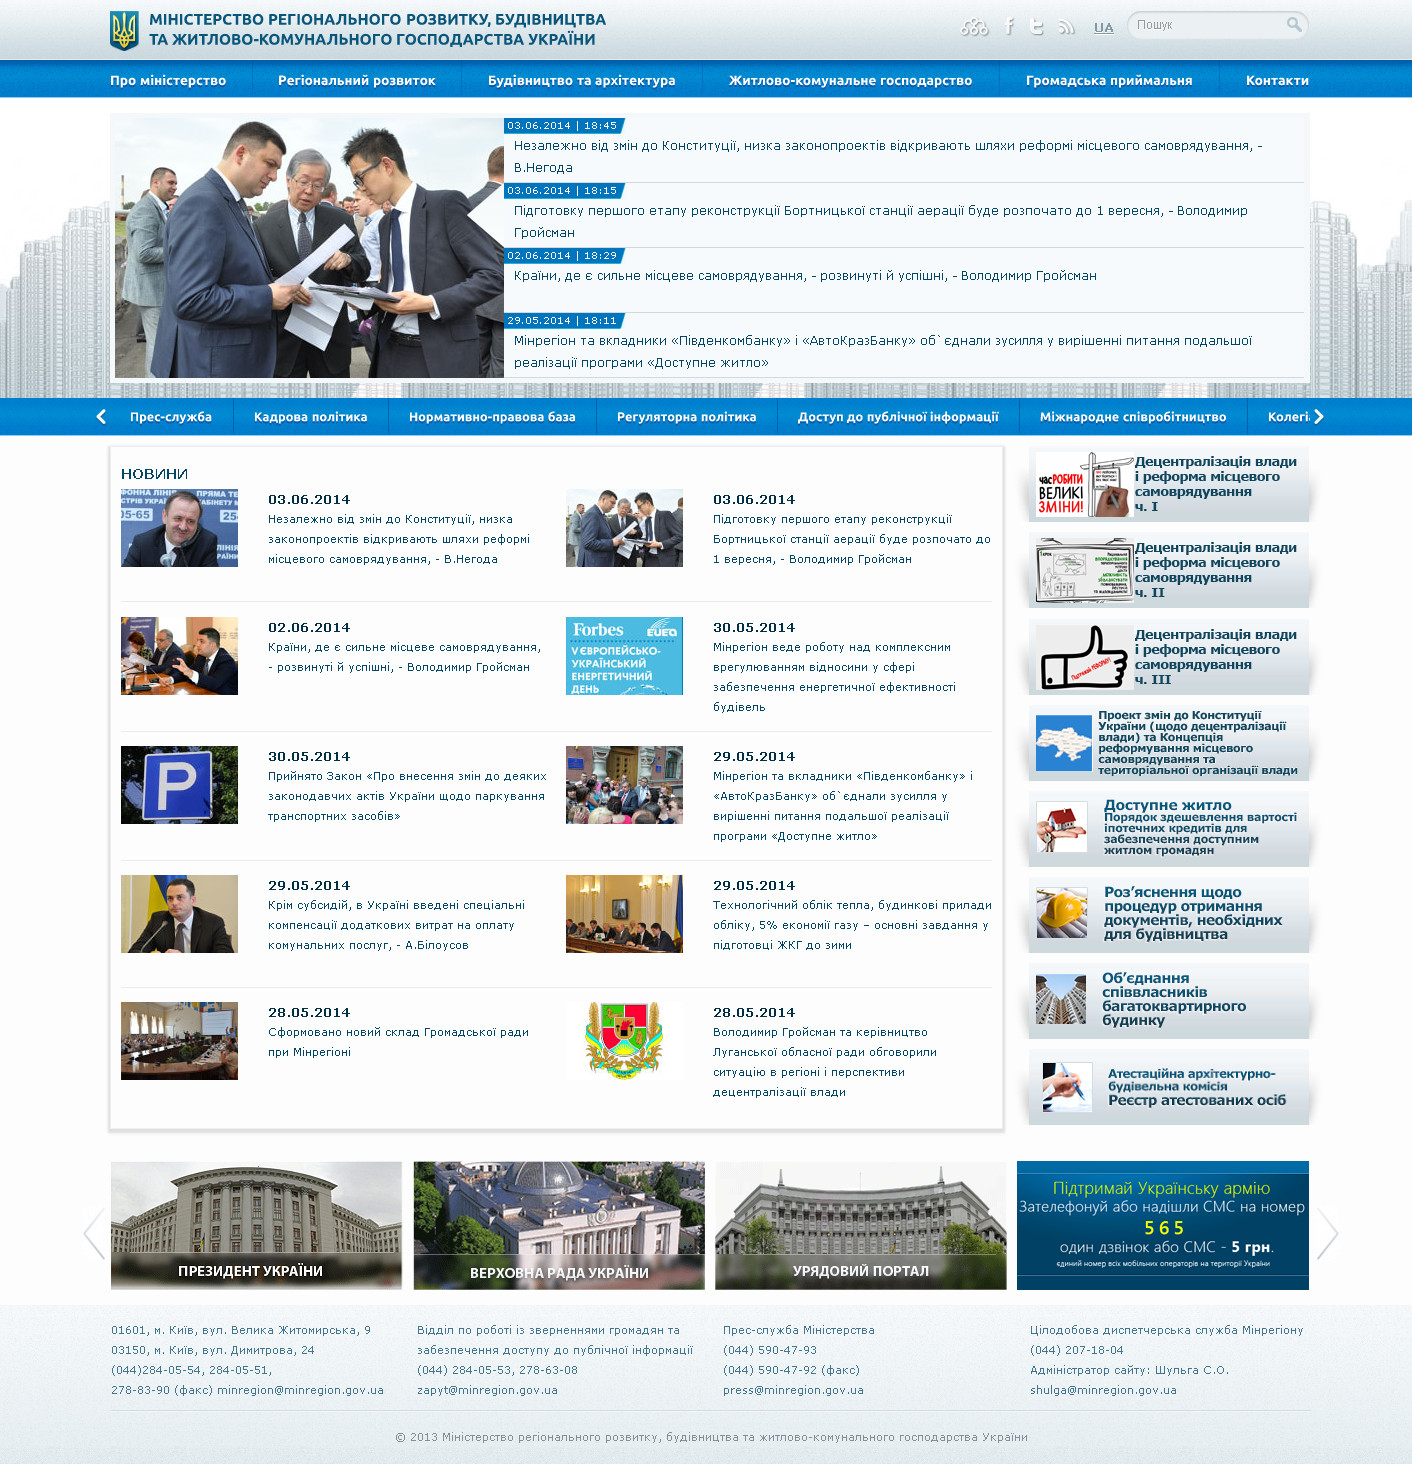 МІНІСТЕРСТВО РЕГІОНАЛЬНОГО РОЗВИТКУ, БУДІВНИЦТВА
ТА ЖИТЛОВО-КОМУНАЛЬНОГО ГОСПОДАРСТВА УКРАЇНИ
UA
Пошук
Про міністерство
Регіональний розвиток
Будівництво та архітектура
Житлово-комунальне господарство
Громадська приймальня
Контакти
03.06.2014 | 18:45
Незалежно від змін до Конституції, низка законопроектів відкривають шляхи реформі місцевого самоврядування, -
В.Негода
03.06.2014 | 18:15
Підготовку першого етапу реконструкції Бортницької станції аерації буде розпочато до 1 вересня, - Володимир
Гройсман
02.06.2014 | 18:29
Країни, де є сильне місцеве самоврядування, - розвинуті й успішні, - Володимир Гройсман
29.05.2014 | 18:11
Мінрегіон та вкладники «Південкомбанку» і «АвтоКразБанку» об`єднали зусилля у вирішенні питання подальшої
реалізації програми «Доступне житло»
Прес-служба
Кадрова політика
Нормативно-правова база
Регуляторна політика
Доступ до публічної інформації
Міжнародне співробітництво
Колегі
НОВИНИ
03.06.2014
Незалежно від змін до Конституції, низка
законопроектів відкривають шляхи реформі
місцевого самоврядування, - В.Негода
03.06.2014
Підготовку першого етапу реконструкції
Бортницької станції аерації буде розпочато до
1 вересня, - Володимир Гройсман
02.06.2014
Країни, де є сильне місцеве самоврядування,
- розвинуті й успішні, - Володимир Гройсман
Forbes
EUEA
V ЄВРОПЕЙСЬКО-
УКРАЇНСЬКИЙ
ЕНЕРГЕТИЧНИЙ
ДЕНЬ
30.05.2014
Мінрегіон веде роботу над комплексним
врегулюванням відносини у сфері
забезпечення енергетичної ефективності
будівель
P
30.05.2014
Прийнято Закон «Про внесення змін до деяких
законодавчих актів України щодо паркування
транспортних засобів»
29.05.2014
Мінрегіон та вкладники «Південкомбанку» і
«АвтоКразБанку» об`єднали зусилля у
вирішенні питання подальшої реалізації
програми «Доступне житло»
29.05.2014
Крім субсидій, в Україні введені спеціальні
компенсації додаткових витрат на оплату
комунальних послуг, - А.Білоусов
29.05.2014
Технологічний облік тепла, будинкові прилади
обліку, 5% економії газу – основні завдання у
підготовці ЖКГ до зими
28.05.2014
Сформовано новий склад Громадської ради
при Мінрегіоні
28.05.2014
Володимир Гройсман та керівництво
Луганської обласної ради обговорили
ситуацію в регіоні і перспективи
децентралізації влади
ЧАС РОБИТИ
ВЕЛИКІ
ЗМІНИ!
Децентралізація влади
і реформа місцевого
самоврядування
ч. I
Децентралізація влади
і реформа місцевого
самоврядування
ч. II
Децентралізація влади
і реформа місцевого
самоврядування
ч. III
Проект змін до Конституції
України (щодо децентралізації
влади) та Концепція
реформування місцевого
самоврядування та
територіальної організації влади
Доступне житло
Порядок здешевлення вартості
іпотечних кредитів для
забезпечення доступним
житлом громадян
Роз'яснення щодо
процедур отримання
документів, необхідних
для будівництва
Об'єднання
співвласників
багатоквартирного
будинку
Атестаційна архітектурно-
будівельна комісія
Реєстр атестованих осіб
ПРЕЗИДЕНТ УКРАЇНИ
ВЕРХОВНА РАДА УКРАЇНИ
УРЯДОВИЙ ПОРТАЛ
Підтримай Українську армію
Зателефонуй або надішли СМС на номер
565
один дзвінок або СМС - 5 грн.
єдиний номер всіх мобільних операторів на території України
01601, м. Київ, вул. Велика Житомирська, 9
03150, м. Київ, вул. Димитрова, 24
(044)284-05-54, 284-05-51,
278-83-90 (факс) minregion@minregion.gov.ua
Відділ по роботі із зверненнями громадян та
забезпечення доступу до публічної інформації
(044) 284-05-53, 278-63-08
zapyt@minregion.gov.ua
Прес-служба Міністерства
(044) 590-47-93
(044) 590-47-92 (факс)
press@minregion.gov.ua
Цілодобова диспетчерська служба Мінрегіону
(044) 207-18-04
Адміністратор сайту: Шульга С.О.
shulga@minregion.gov.ua
© 2013 Міністерство регіонального розвитку, будівництва та житлово-комунального господарства України